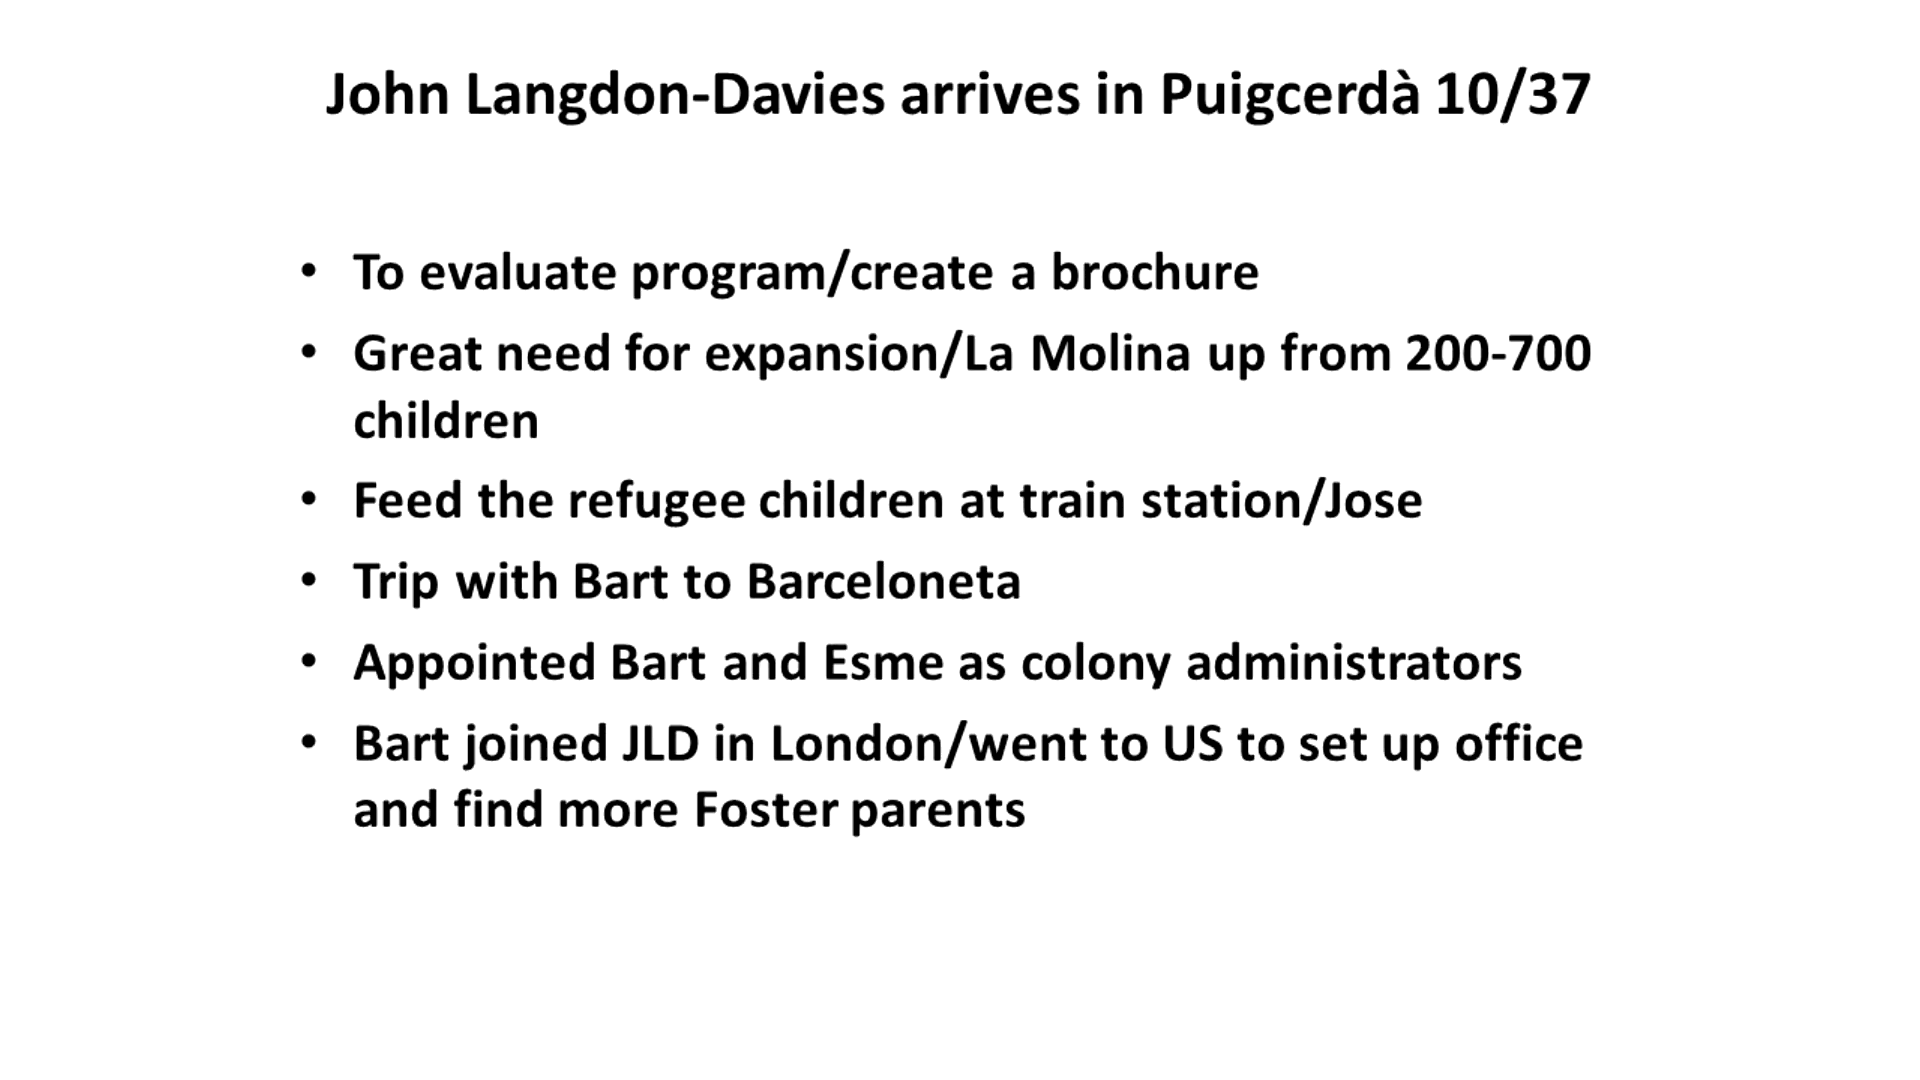 John Langdon-Davies arrives in Puigcerdà 10/37
• To evaluate program/create a brochure
• Great need for expansion/La Molina up from 200-700
children
• Feed the refugee children at train station/Jose
• Trip with Bart to Barceloneta
• Appointed Bart and Esme as colony administrators
• Bart joined JLD in London/went to US to set up office
and find more Foster parents